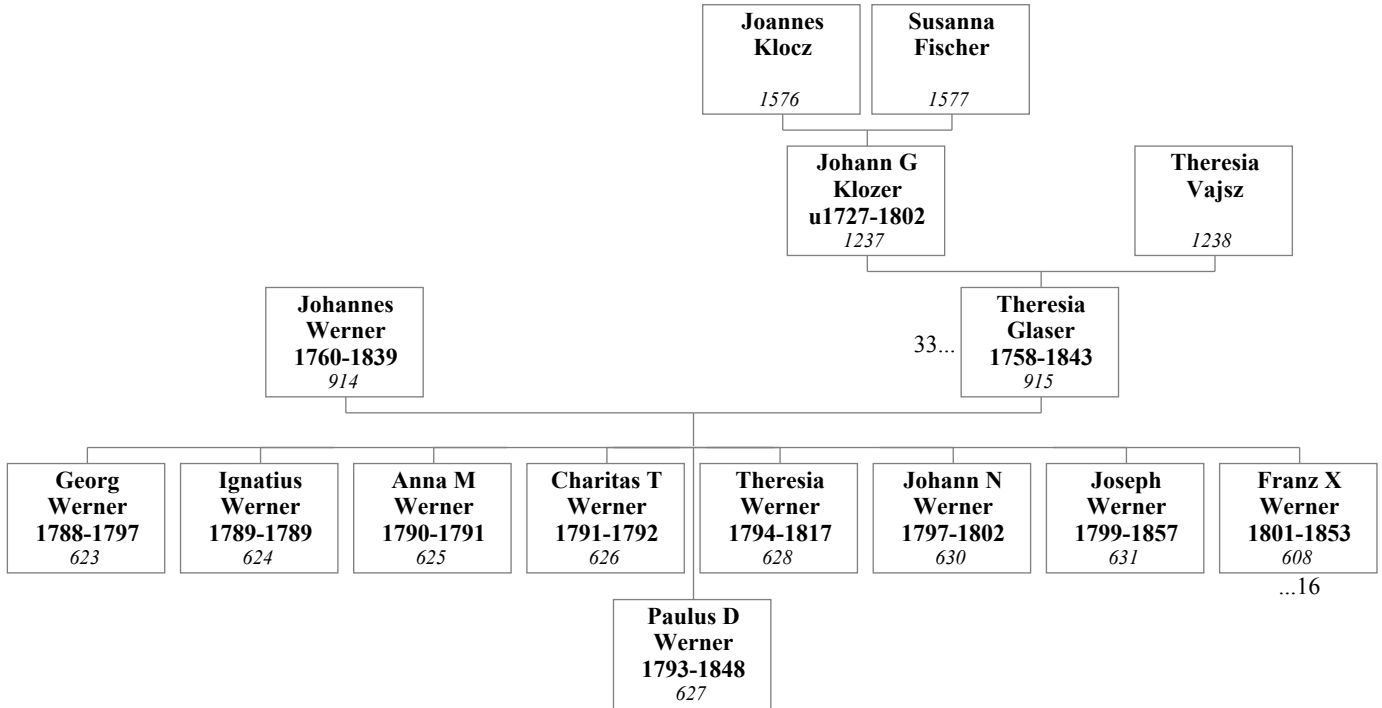 Joannes
Klocz
1576
Susanna
Fischer
1577
Johann G
Klozer
u1727-1802
1237
Theresia
Vajsz
1238
Johannes
Werner
1760-1839
914
33...
Theresia
Glaser
1758-1843
915
Georg
Werner
1788-1797
623
Ignatius
Werner
1789-1789
624
Anna M
Werner
1790-1791
625
Charitas T
Werner
1791-1792
626
Theresia
Werner
1794-1817
628
Johann N
Werner
1797-1802
630
Joseph
Werner
1799-1857
631
Franz X
Werner
1801-1853
608
...16
Paulus D
Werner
1793-1848
627